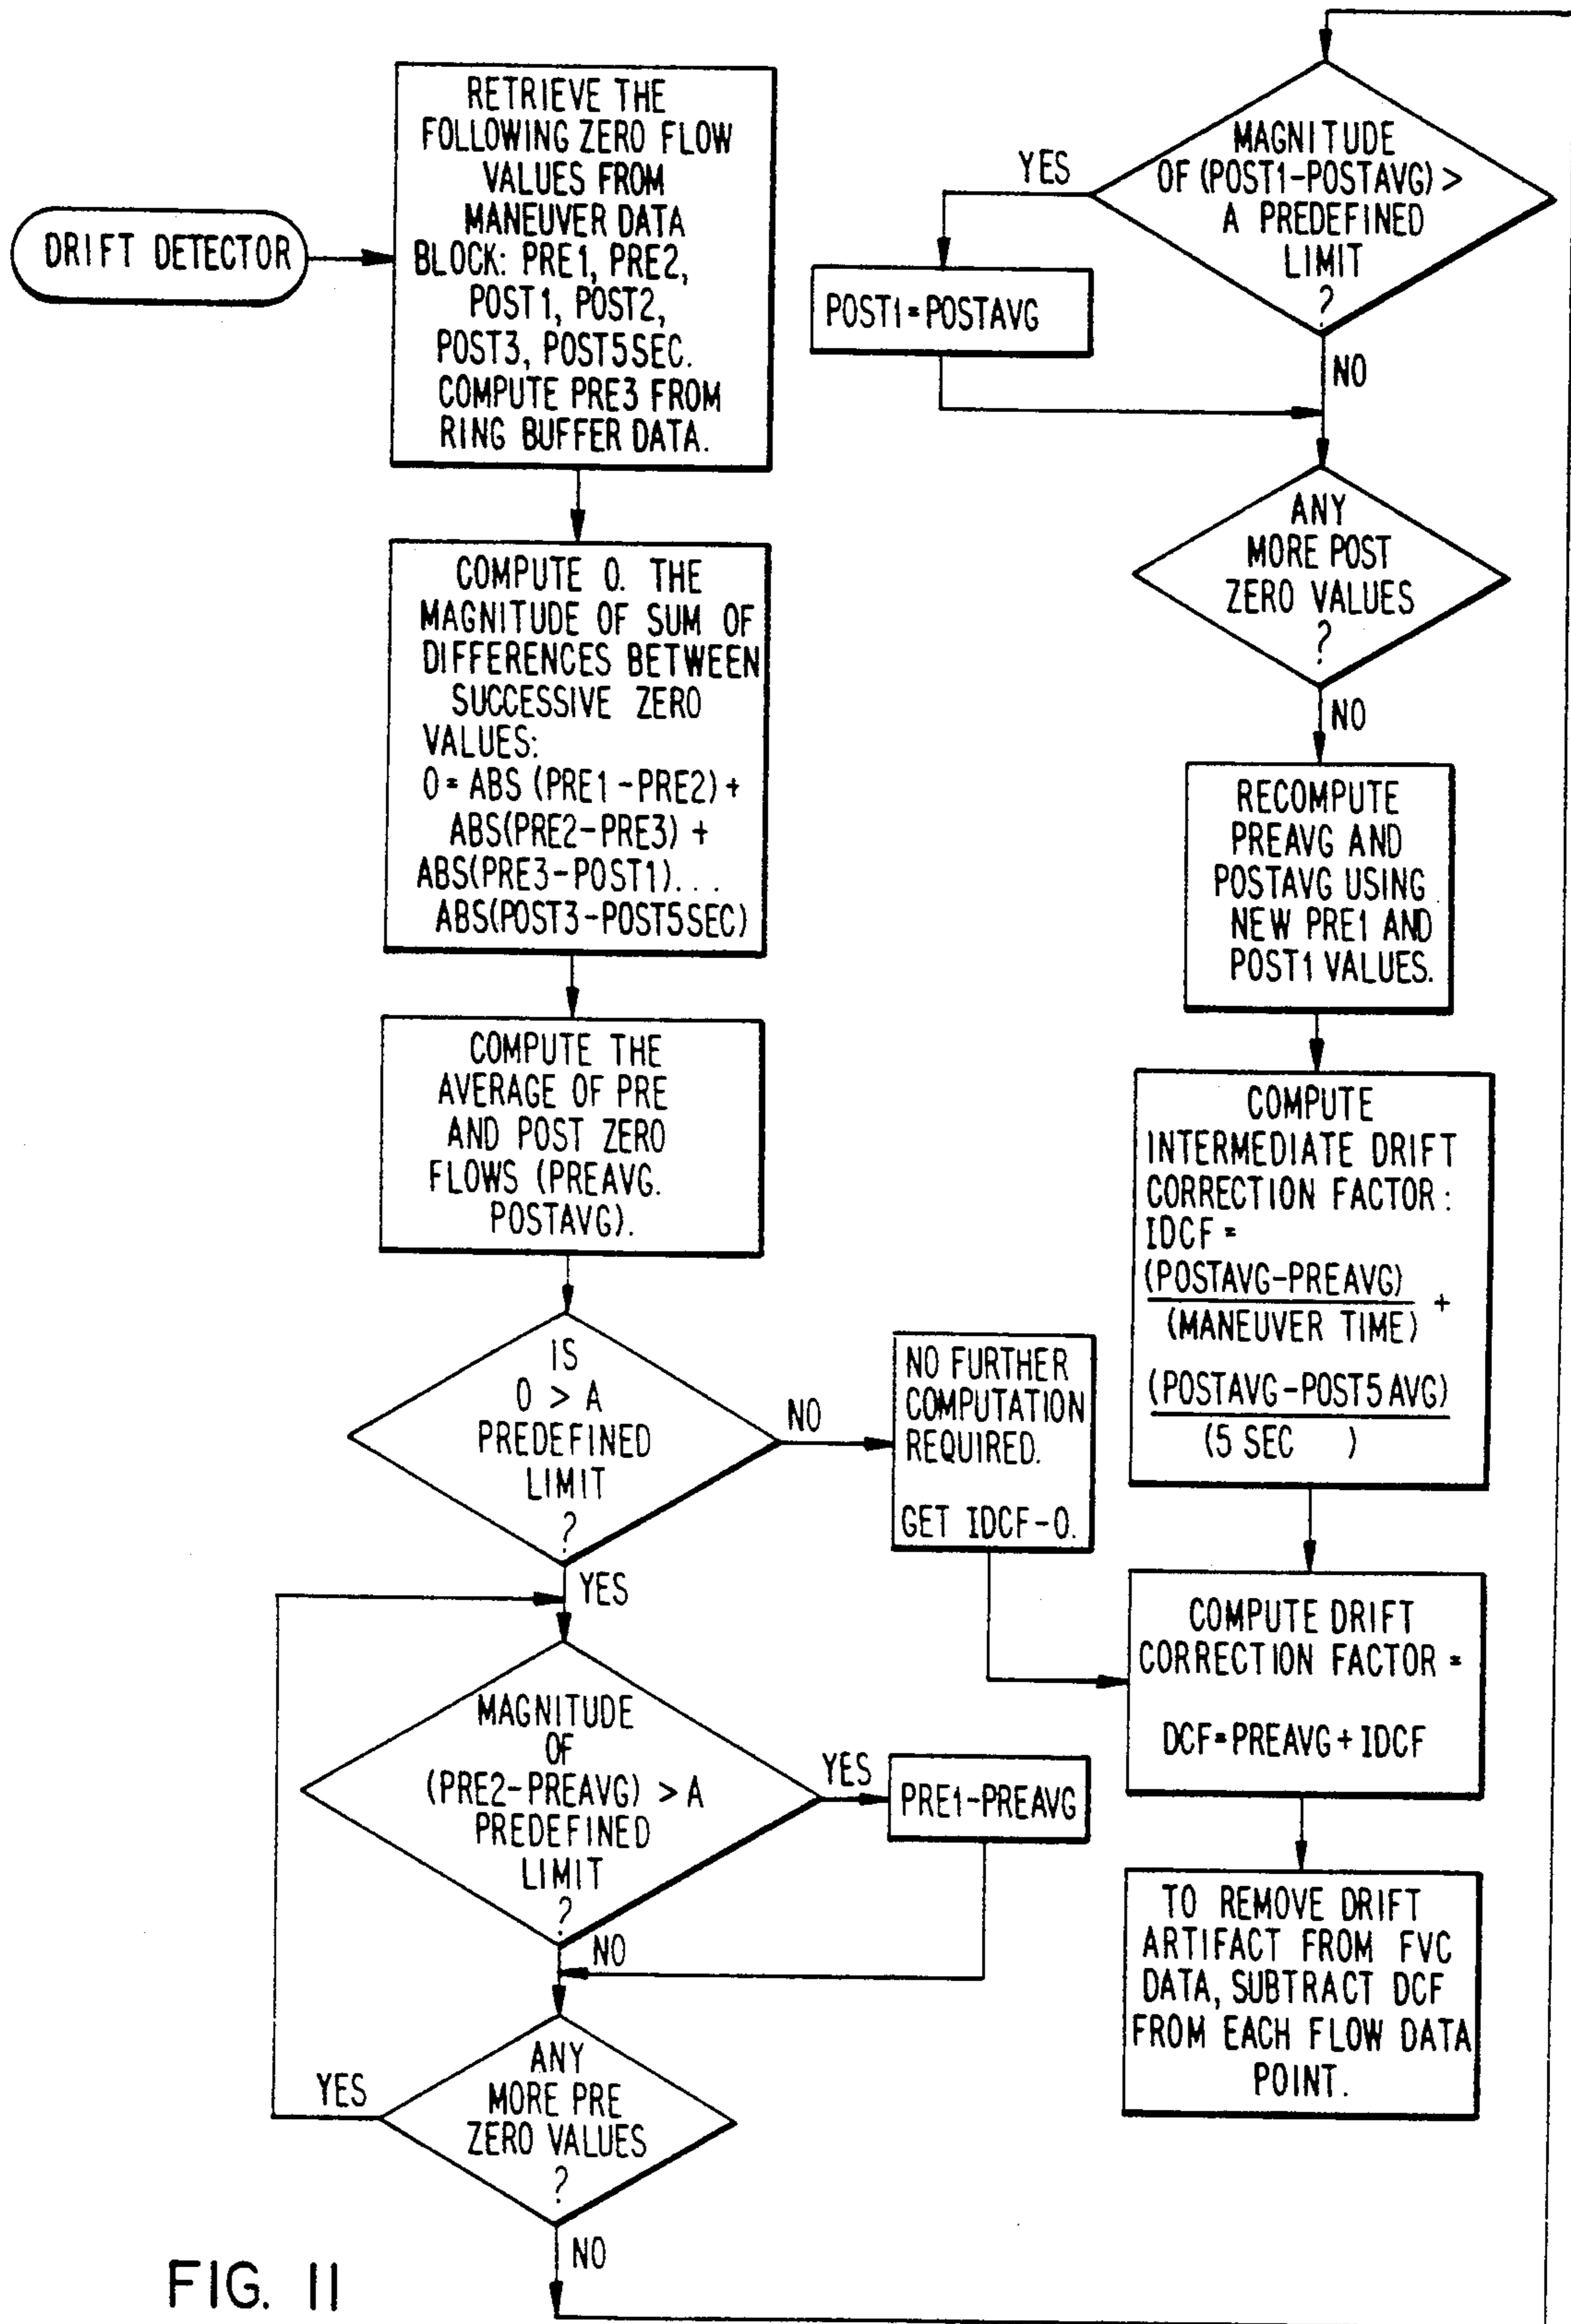 DRIFT DETECTOR
RETRIEVE THE
FOLLOWING ZERO FLOW
VALUES FROM
MANEUVER DATA
BLOCK: PRE1, PRE2,
POST1, POST2,
POST3, POST5SEC.
COMPUTE PRE3 FROM
RING BUFFER DATA.
COMPUTE 0. THE
MAGNITUDE OF SUM OF
DIFFERENCES BETWEEN
SUCCESSIVE ZERO
VALUES:
0 = ABS (PRE1-PRE2) +
ABS(PRE2-PRE3) +
ABS(PRE3-POST1)...
ABS(POST3-POST5SEC)
COMPUTE THE
AVERAGE OF PRE
AND POST ZERO
FLOWS (PREAVG.
POSTAVG).
IS
0 > A
PREDEFINED
LIMIT
?
NO
NO FURTHER
COMPUTATION
REQUIRED.
GET IDCF-0.
YES
MAGNITUDE
OF
(PRE2-PREAVG) > A
PREDEFINED
LIMIT
?
YES
PRE1-PREAVG
NO
ANY
MORE PRE
ZERO VALUES
?
YES
NO
MAGNITUDE
OF (POST1-POSTAVG) >
A PREDEFINED
LIMIT
?
YES
POST1=POSTAVG
NO
ANY
MORE POST
ZERO VALUES
?
NO
RECOMPUTE
PREAVG AND
POSTAVG USING
NEW PRE1 AND
POST1 VALUES.
COMPUTE
INTERMEDIATE DRIFT
CORRECTION FACTOR:
IDCF =
(POSTAVG-PREAVG) +
(MANEUVER TIME)
(POSTAVG-POST5AVG)
(5 SEC )
COMPUTE DRIFT
CORRECTION FACTOR =
DCF=PREAVG+IDCF
TO REMOVE DRIFT
ARTIFACT FROM FVC
DATA, SUBTRACT DCF
FROM EACH FLOW DATA
POINT.
FIG. 11